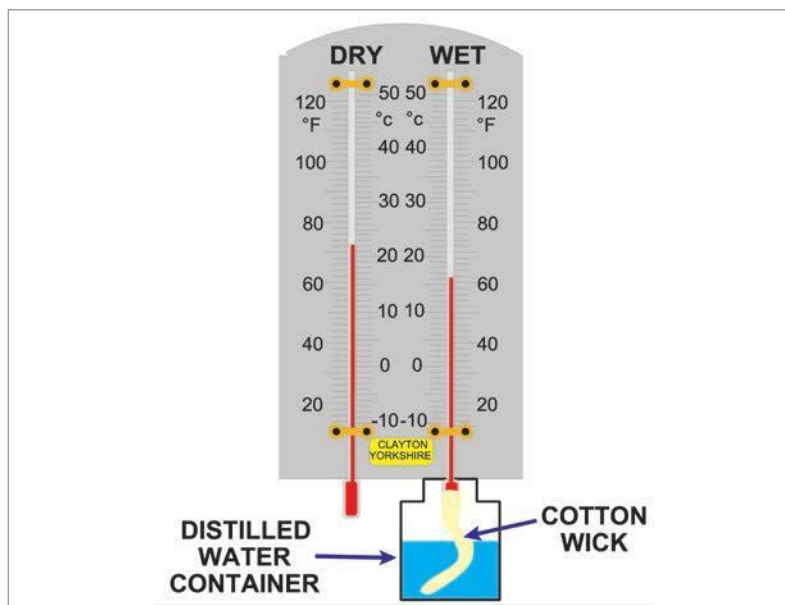 DRY WET
120 50 50 120
°F °c °c °F
100 40 40 100
30 30
80 80
20 20
60 60
10 10
40 40
0 0
20 20
-10 -10
CLAYTON
YORKSHIRE
DISTILLED
WATER
CONTAINER
COTTON
WICK